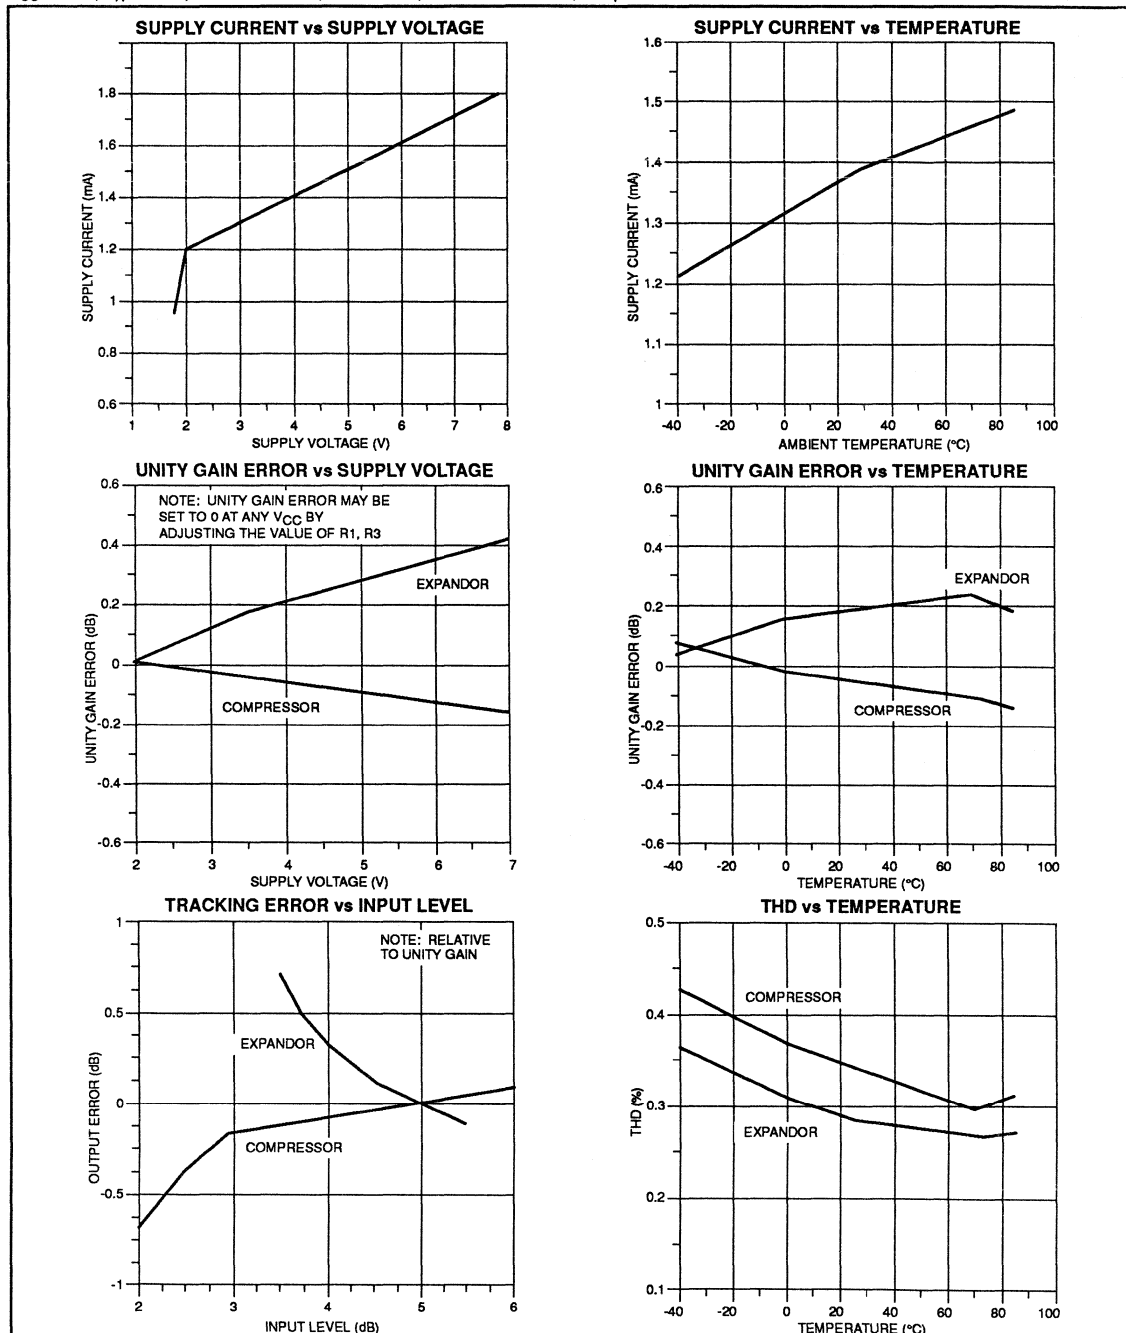 SUPPLY CURRENT vs SUPPLY VOLTAGE
1.8
1.6
1.4
1.2
1
0.8
0.6
SUPPLY CURRENT (mA)
1 2 3 4 5 6 7 8
SUPPLY VOLTAGE (V)
SUPPLY CURRENT vs TEMPERATURE
1.6
1.5
1.4
1.3
1.2
1.1
1
SUPPLY CURRENT (mA)
-40 -20 0 20 40 60 80 100
AMBIENT TEMPERATURE (°C)
UNITY GAIN ERROR vs SUPPLY VOLTAGE
NOTE: UNITY GAIN ERROR MAY BE
SET TO 0 AT ANY VCC BY
ADJUSTING THE VALUE OF R1, R3
0.6
0.4
0.2
0
-0.2
-0.4
-0.6
UNITY GAIN ERROR (dB)
EXPANDOR
COMPRESSOR
2 3 4 5 6 7
SUPPLY VOLTAGE (V)
UNITY GAIN ERROR vs TEMPERATURE
0.6
0.4
0.2
0
-0.2
-0.4
-0.6
UNITY GAIN ERROR (dB)
EXPANDOR
COMPRESSOR
-40 -20 0 20 40 60 80 100
TEMPERATURE (°C)
TRACKING ERROR vs INPUT LEVEL
NOTE: RELATIVE
TO UNITY GAIN
1
0.5
0
-0.5
-1
OUTPUT ERROR (dB)
EXPANDOR
COMPRESSOR
2 3 4 5 6
INPUT LEVEL (dB)
THD vs TEMPERATURE
0.5
0.4
0.3
0.2
0.1
THD (%)
COMPRESSOR
EXPANDOR
-40 -20 0 20 40 60 80 100
TEMPERATURE (°C)